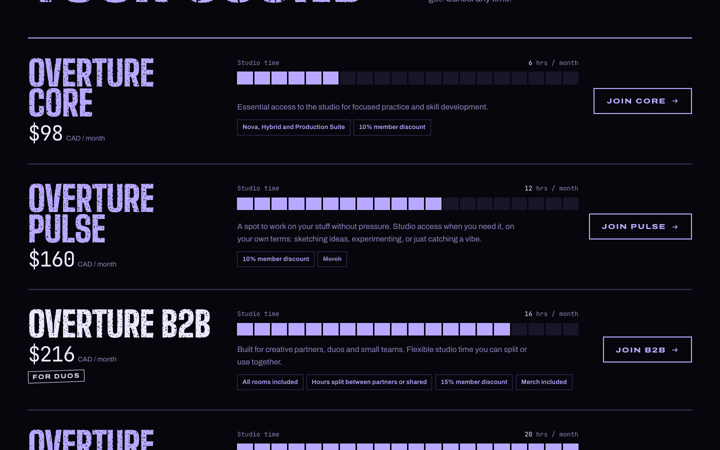 got. Cancel any time.
OVERTURE
CORE
$98 CAD / month
Studio time 6 hrs / month
Essential access to the studio for focused practice and skill development.
Nova, Hybrid and Production Suite 10% member discount
JOIN CORE →
OVERTURE
PULSE
$160 CAD / month
Studio time 12 hrs / month
A spot to work on your stuff without pressure. Studio access when you need it, on
your own terms: sketching ideas, experimenting, or just catching a vibe.
10% member discount Merch
JOIN PULSE →
OVERTURE B2B
$216 CAD / month
FOR DUOS
Studio time 16 hrs / month
Built for creative partners, duos and small teams. Flexible studio time you can split or
use together.
All rooms included Hours split between partners or shared 15% member discount Merch included
JOIN B2B →
OVERTURE
Studio time 20 hrs / month